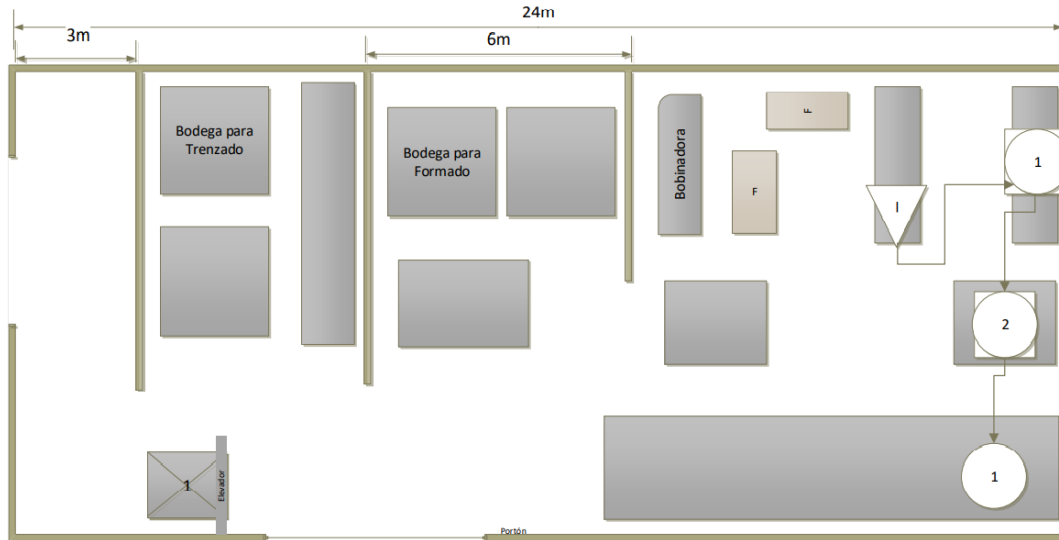 24m
3m
6m
Bodega para
Trenzado
Bodega para
Formado
Bobinadora
F
F
I
1
2
1
1
Elevador
Portón